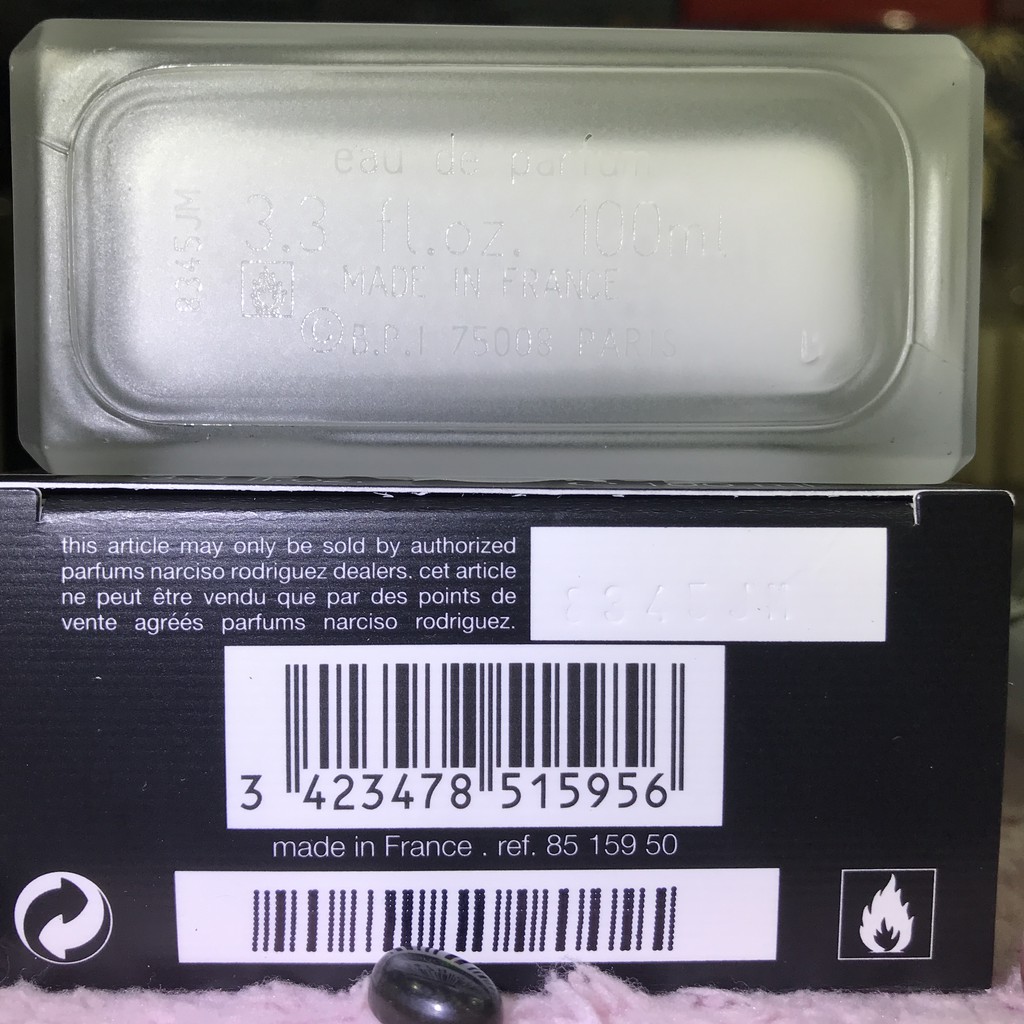 eau de parfum
8345JM
3.3 fl.oz. 100ml
MADE IN FRANCE
© B.P.I 75008 PARIS
this article may only be sold by authorized
parfums narciso rodriguez dealers. cet article
ne peut être vendu que par des points de
vente agréés parfums narciso rodriguez.
8345JM
3 423478 515956
made in France . ref. 85 159 50